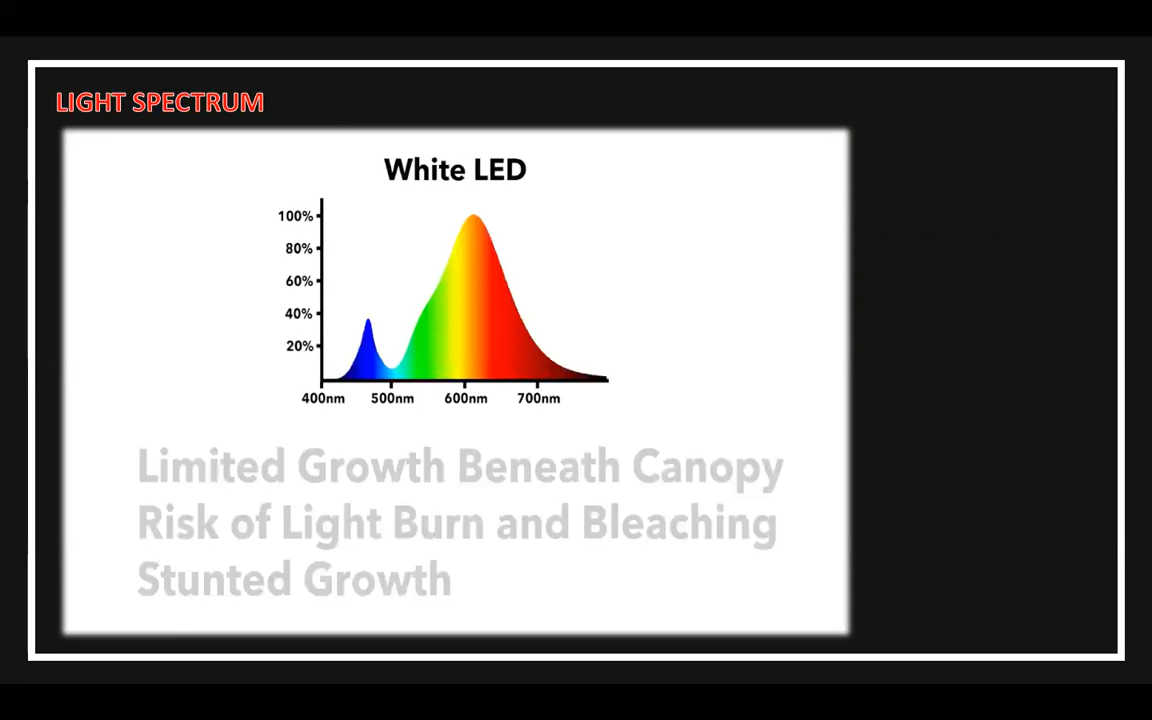 LIGHT SPECTRUM
White LED
100%
80%
60%
40%
20%
400nm 500nm 600nm 700nm
Limited Growth Beneath Canopy
Risk of Light Burn and Bleaching
Stunted Growth